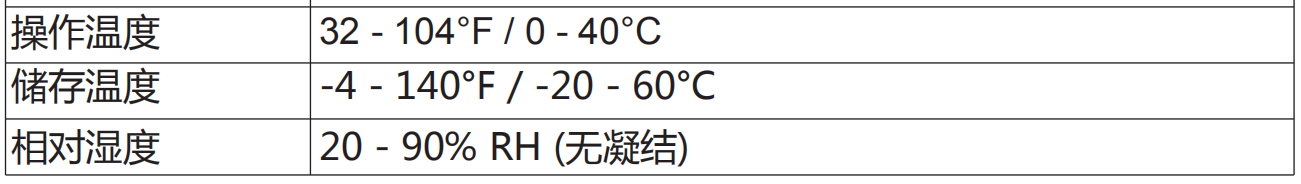 操作温度 32 - 104°F / 0 - 40°C
储存温度 -4 - 140°F / -20 - 60°C
相对湿度 20 - 90% RH (无凝结)